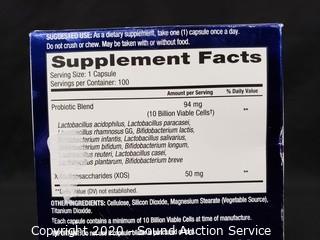 SUGGESTED USE: As a dietary supplement, take one (1) capsule once a day.
Do not crush or chew. May be taken with or without food.
Supplement Facts
Serving Size: 1 Capsule
Servings per Container: 100
Amount per Serving % Daily Value
Probiotic Blend 94 mg **
(10 Billion Viable Cells†)
Lactobacillus acidophilus, Lactobacillus paracasei,
Lactobacillus rhamnosus GG, Bifidobacterium lactis,
Lactobacillus infantis, Lactobacillus salivarius,
bulgaricus,
Bifidobacterium bifidum,
Lactobacillus casei,
Lactobacillus plantarum, Bifidobacterium breve
(XOS) 50 mg **
**Daily Value (DV) not established.
OTHER INGREDIENTS: Cellulose, Silicon Dioxide, Magnesium Stearate (Vegetable Source),
Titanium Dioxide.
†Each capsule contains a minimum of 10 Billion Viable Cells at time of manufacture.
Copyright 2020 - Sound Auction Service